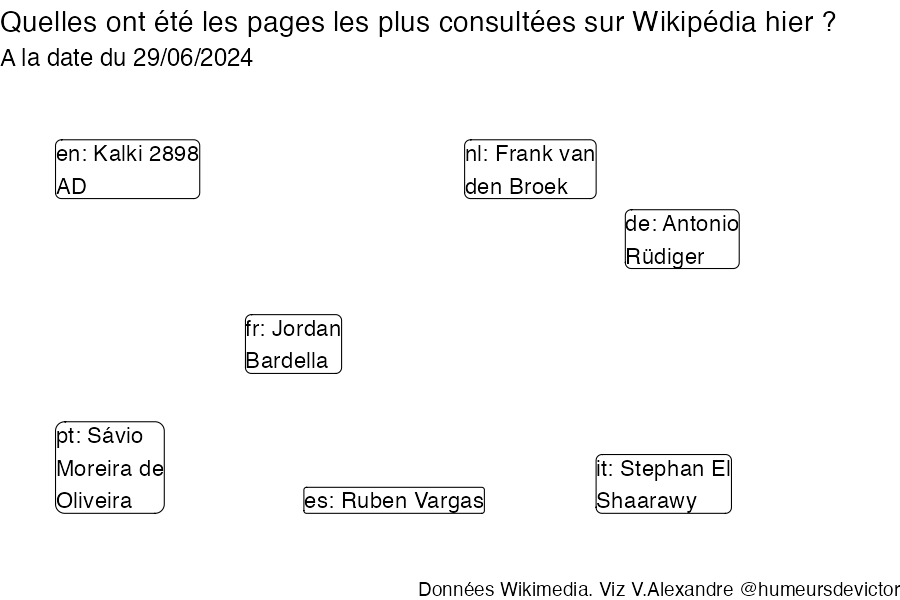 Quelles ont été les pages les plus consultées sur Wikipédia hier ?
A la date du 29/06/2024
en: Kalki 2898
AD
nl: Frank van
den Broek
de: Antonio
Rüdiger
fr: Jordan
Bardella
pt: Sávio
Moreira de
Oliveira
it: Stephan El
Shaarawy
es: Ruben Vargas
Données Wikimedia. Viz V.Alexandre @humeursdevictor